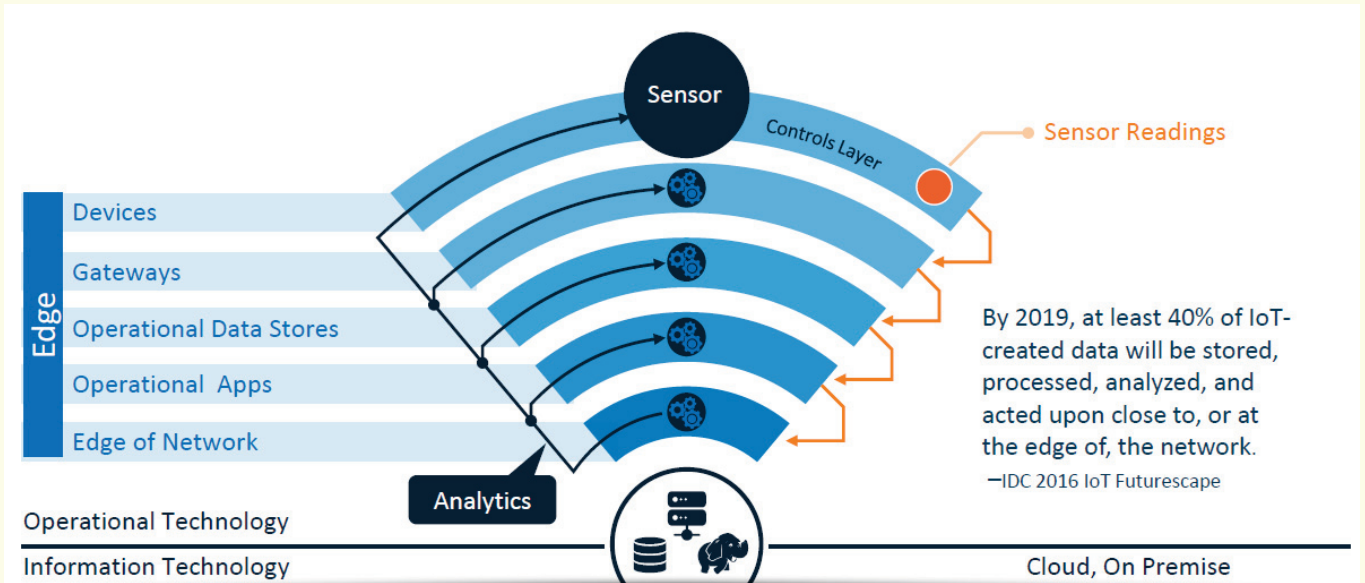 Sensor
Controls Layer
Sensor Readings
Edge
Devices
Gateways
Operational Data Stores
Operational Apps
Edge of Network
By 2019, at least 40% of IoT-
created data will be stored,
processed, analyzed, and
acted upon close to, or at
the edge of, the network.
–IDC 2016 IoT Futurescape
Analytics
Operational Technology
Information Technology
Cloud, On Premise